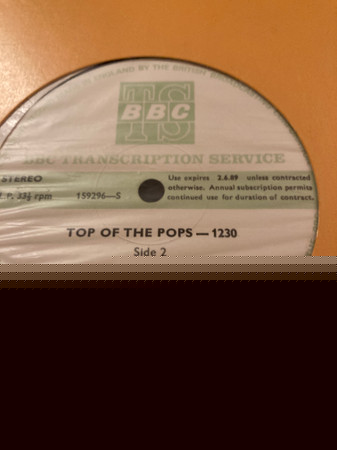 AND BY THE BRITISH
TS
BBC
BBC TRANSCRIPTION SERVICE
STEREO
33⅓ rpm
159296—S
Use expires 2.6.89 unless contracted
otherwise. Annual subscription permits
continued use for duration of contract.
TOP OF THE POPS — 1230
Side 2